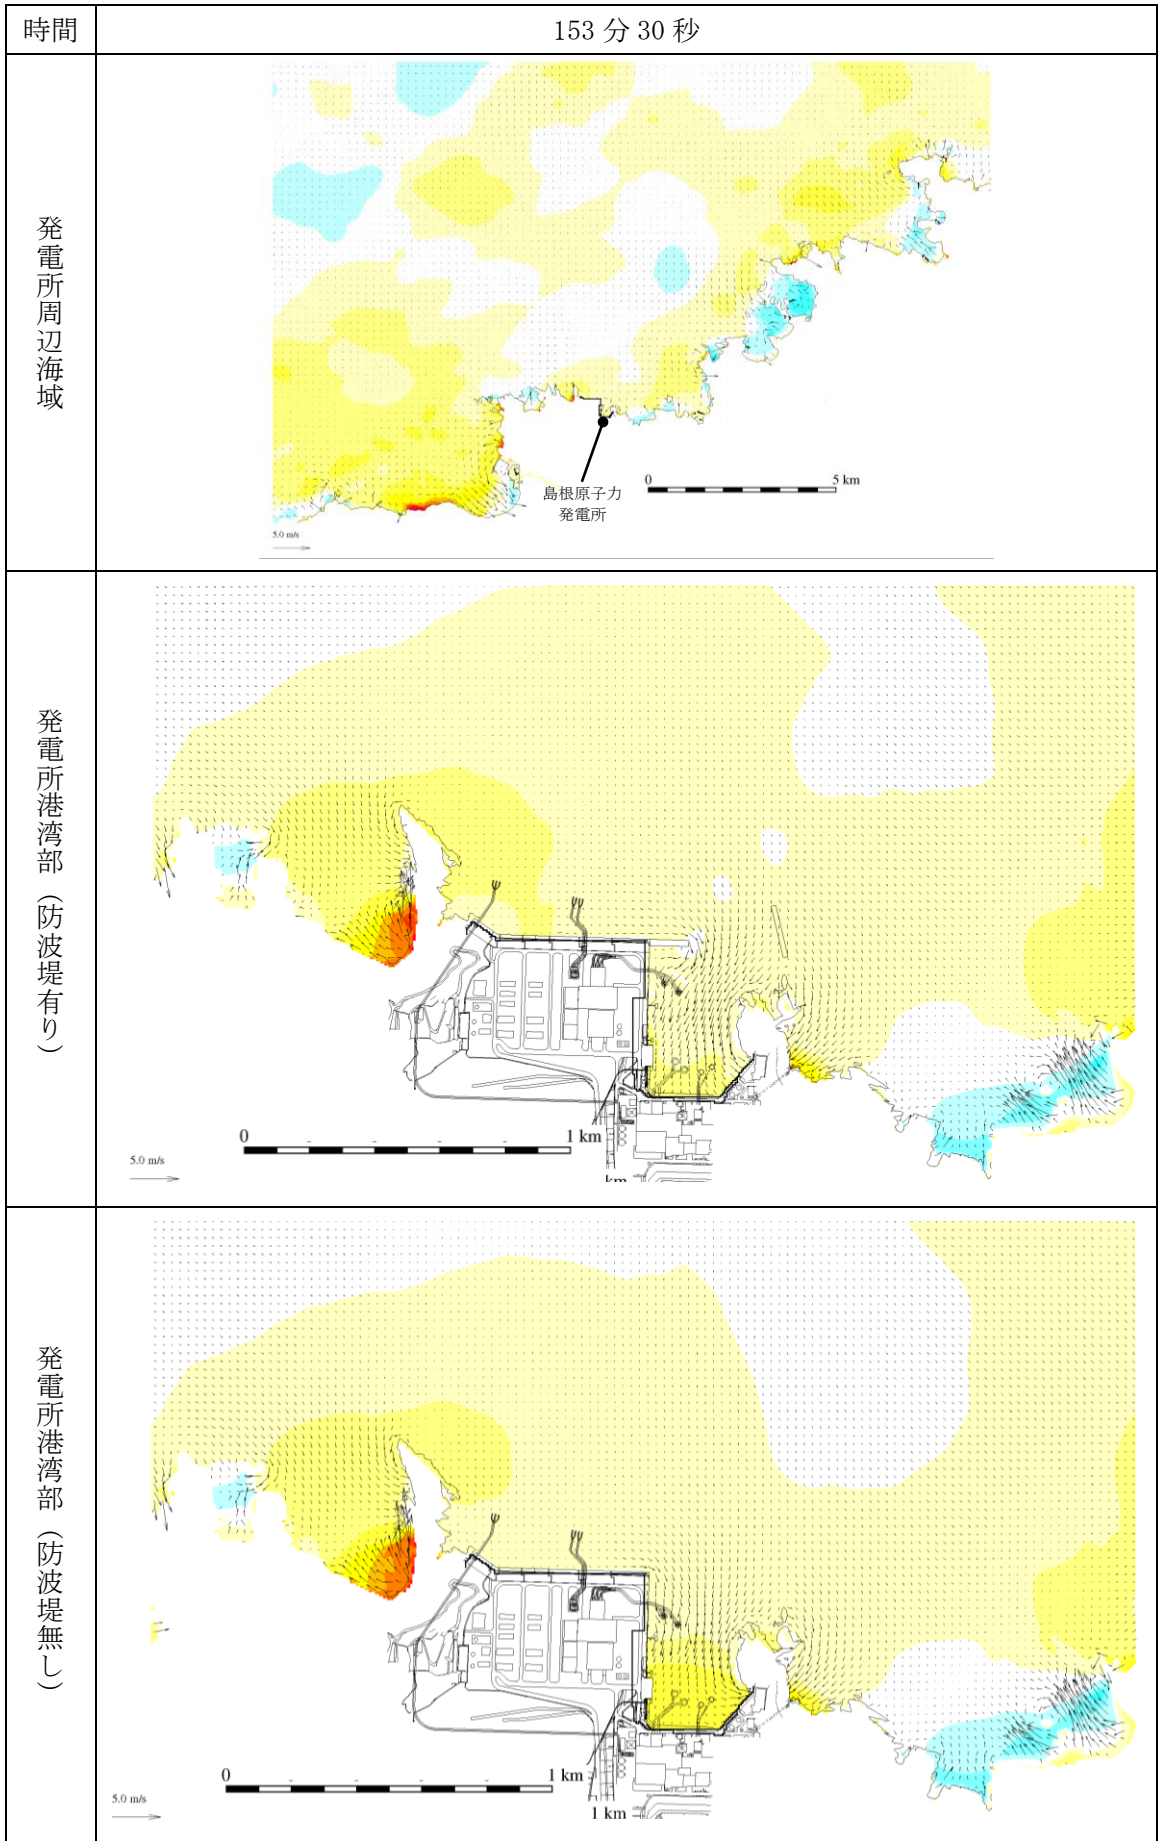 時間
153 分 30 秒
発電所周辺海域
島根原子力
発電所
0
5 km
5.0 m/s
発電所港湾部（防波堤有り）
0
1 km
5.0 m/s
km
発電所港湾部（防波堤無し）
0
1 km
5.0 m/s
1 km